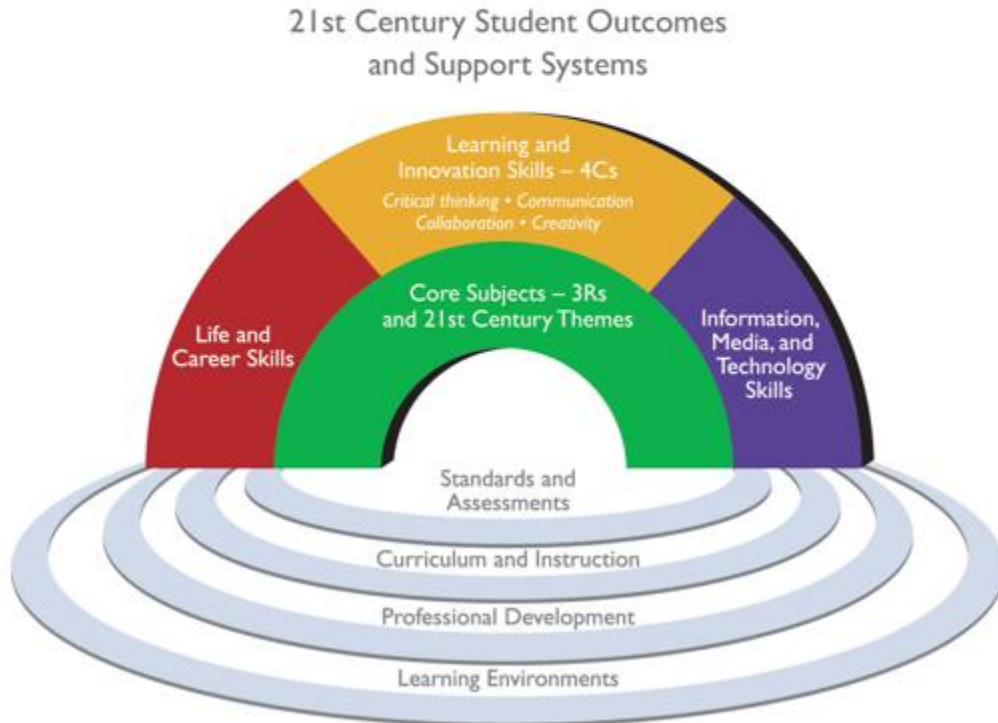 21st Century Student Outcomes
and Support Systems
Learning and
Innovation Skills – 4Cs
Critical thinking • Communication
Collaboration • Creativity
Core Subjects – 3Rs
and 21st Century Themes
Life and
Career Skills
Information,
Media, and
Technology
Skills
Standards and
Assessments
Curriculum and Instruction
Professional Development
Learning Environments